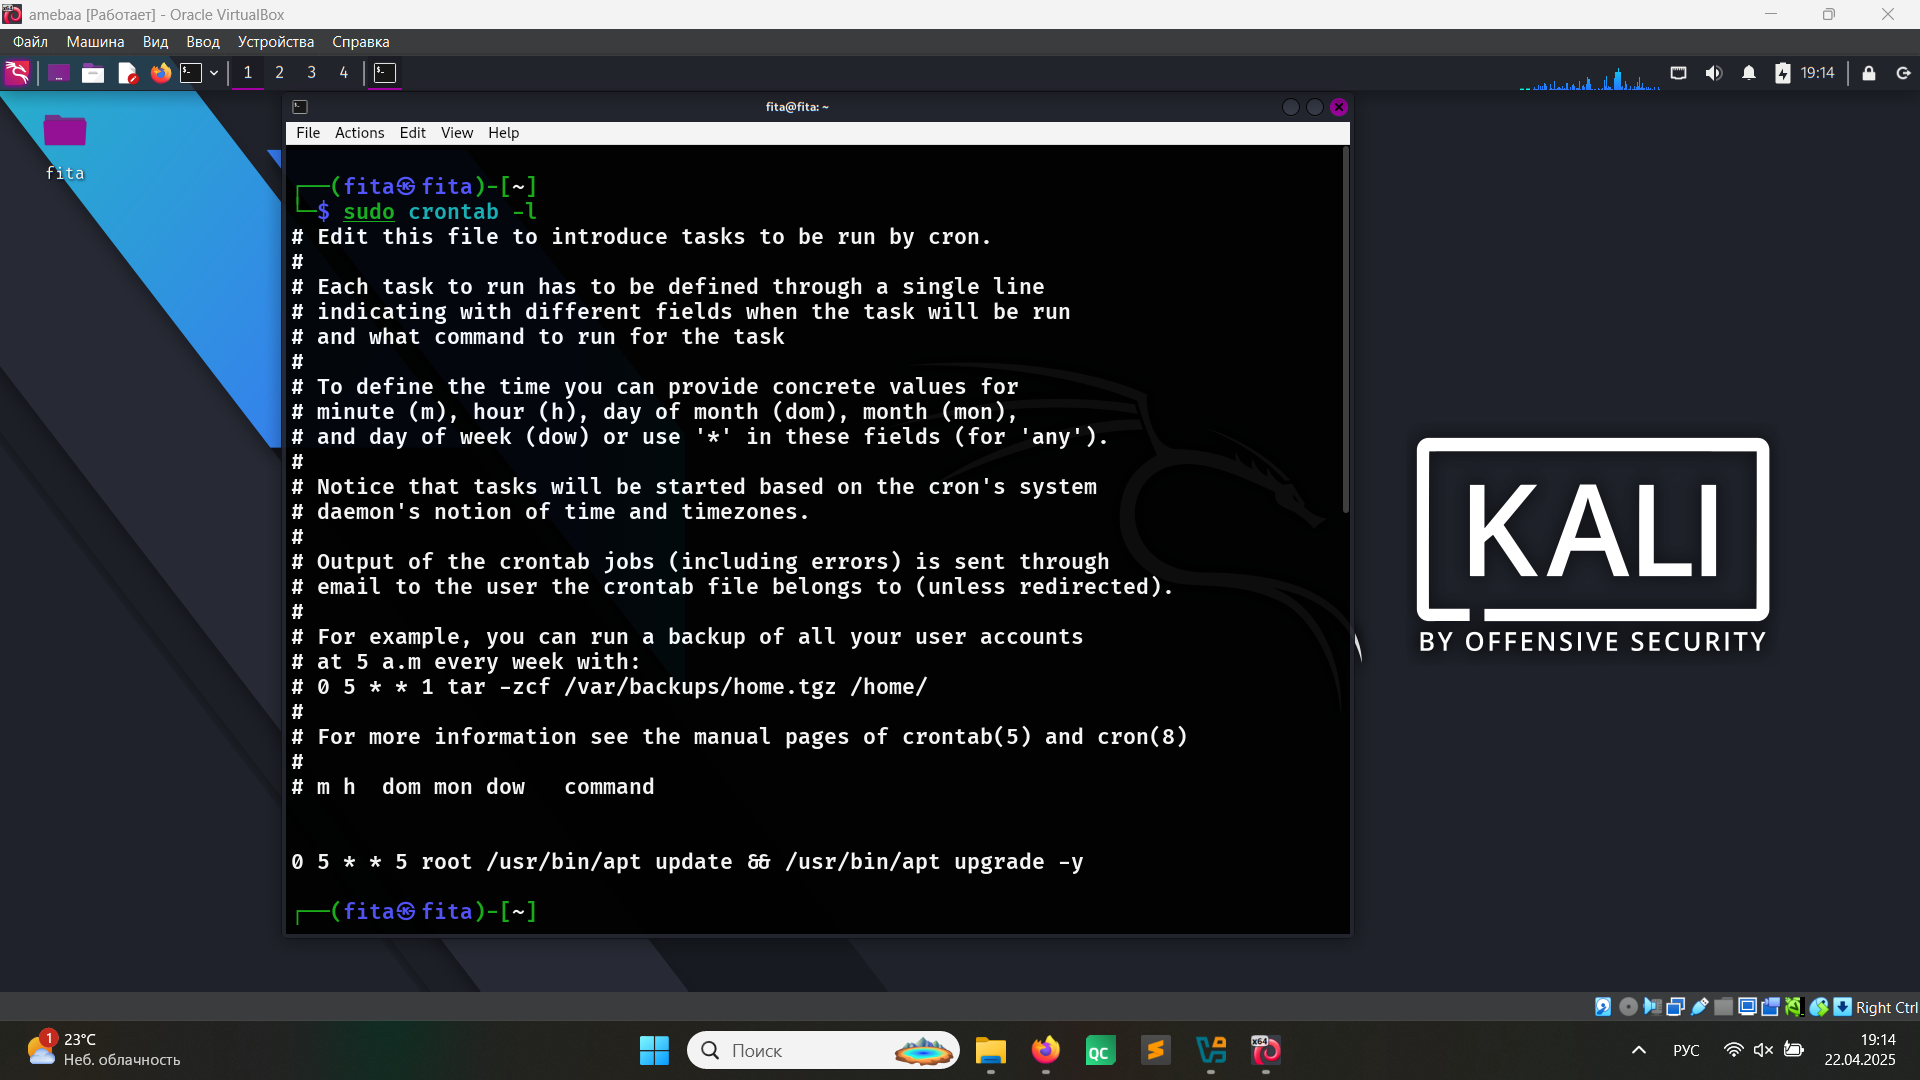 amebaa [Работает] - Oracle VirtualBox
Файл Машина Вид Ввод Устройства Справка
1 2 3 4 19:14
fita@fita: ~
File Actions Edit View Help
fita
┌──(fita㉿fita)-[~]
└─$ sudo crontab -l
# Edit this file to introduce tasks to be run by cron.
#
# Each task to run has to be defined through a single line
# indicating with different fields when the task will be run
# and what command to run for the task
#
# To define the time you can provide concrete values for
# minute (m), hour (h), day of month (dom), month (mon),
# and day of week (dow) or use '*' in these fields (for 'any').
#
# Notice that tasks will be started based on the cron's system
# daemon's notion of time and timezones.
#
# Output of the crontab jobs (including errors) is sent through
# email to the user the crontab file belongs to (unless redirected).
#
# For example, you can run a backup of all your user accounts
# at 5 a.m every week with:
# 0 5 * * 1 tar -zcf /var/backups/home.tgz /home/
#
# For more information see the manual pages of crontab(5) and cron(8)
#
# m h  dom mon dow   command
0 5 * * 5 root /usr/bin/apt update && /usr/bin/apt upgrade -y
┌──(fita㉿fita)-[~]
KALI
BY OFFENSIVE SECURITY
Right Ctrl
1
23°C
Неб. облачность
Поиск
QC
x64
РУС
19:14
22.04.2025